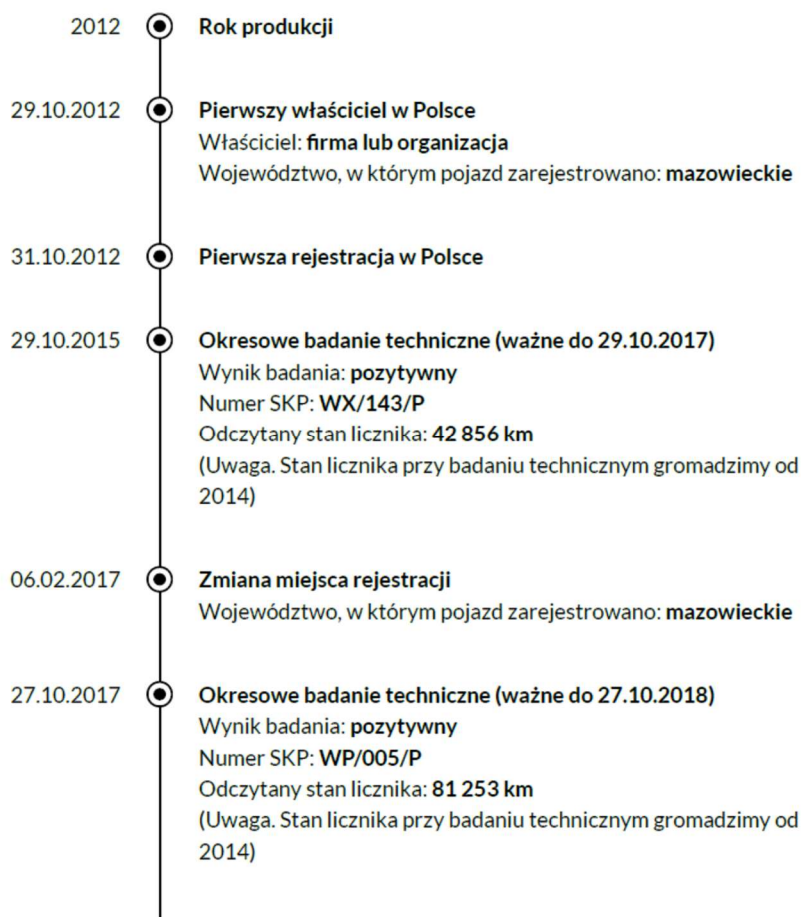 2012 Rok produkcji
29.10.2012 Pierwszy właściciel w Polsce
Właściciel: firma lub organizacja
Województwo, w którym pojazd zarejestrowano: mazowieckie
31.10.2012 Pierwsza rejestracja w Polsce
29.10.2015 Okresowe badanie techniczne (ważne do 29.10.2017)
Wynik badania: pozytywny
Numer SKP: WX/143/P
Odczytany stan licznika: 42 856 km
(Uwaga. Stan licznika przy badaniu technicznym gromadzimy od
2014)
06.02.2017 Zmiana miejsca rejestracji
Województwo, w którym pojazd zarejestrowano: mazowieckie
27.10.2017 Okresowe badanie techniczne (ważne do 27.10.2018)
Wynik badania: pozytywny
Numer SKP: WP/005/P
Odczytany stan licznika: 81 253 km
(Uwaga. Stan licznika przy badaniu technicznym gromadzimy od
2014)